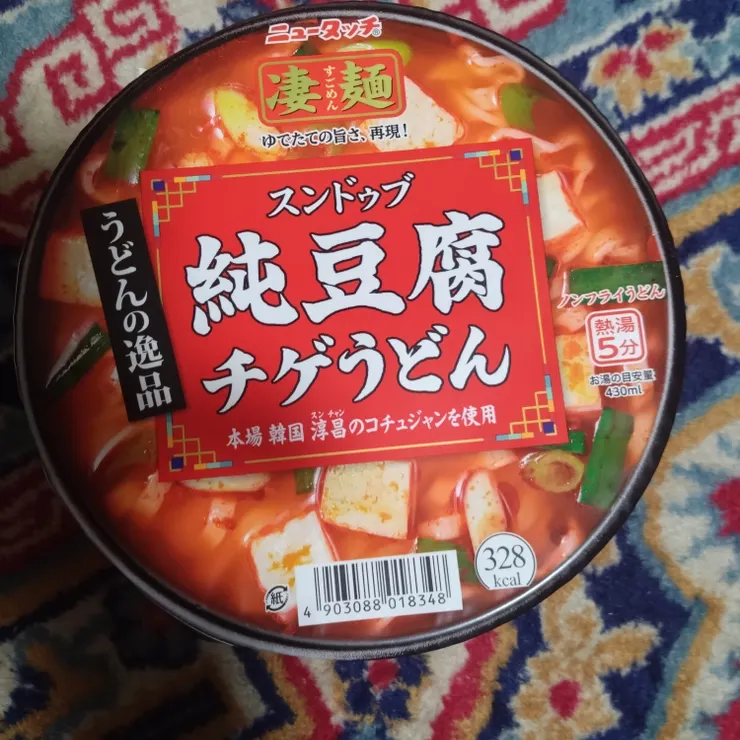 ニュータッチ®
凄麺
すごめん
ゆでたての旨さ、再現!
スンドゥブ
純豆腐
チゲうどん
本場 韓国 淳昌のコチュジャンを使用
スンチャン
うどんの逸品
ノンフライうどん
熱湯
5分
お湯の目安量
430ml
328
kcal
紙
4 903088 018348